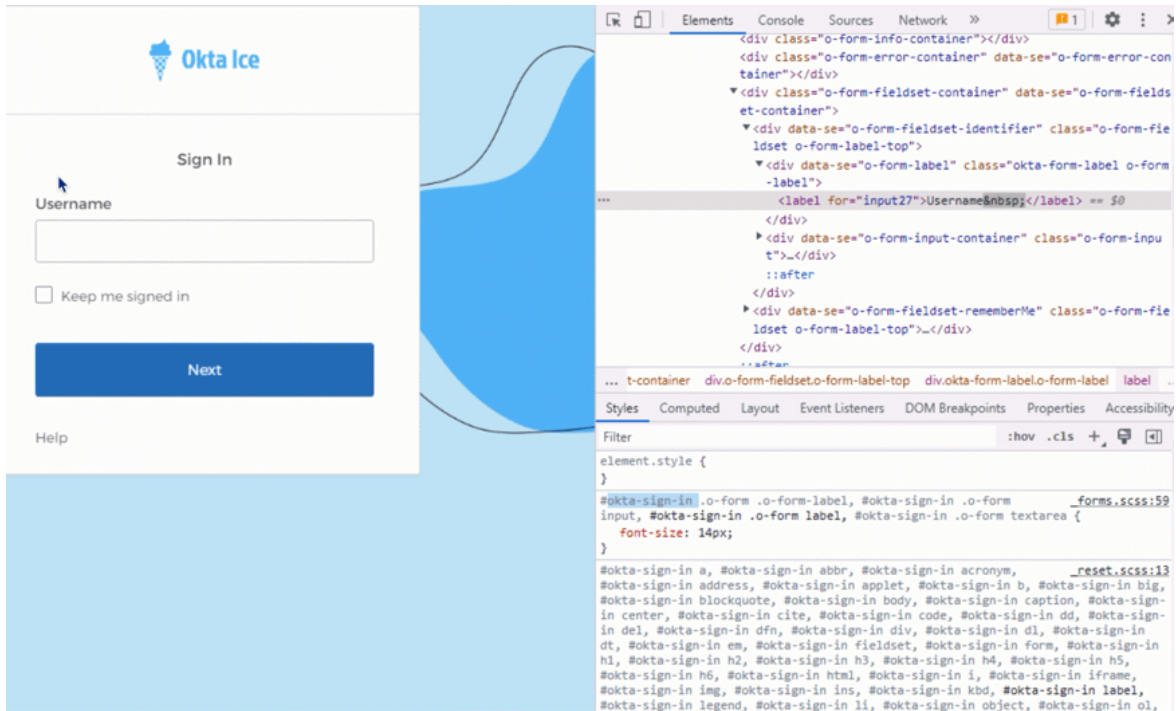 Okta Ice
Sign In
Username
Keep me signed in
Next
Help
Elements Console Sources Network » 1
<div class="o-form-info-container"></div>
<div class="o-form-error-container" data-se="o-form-error-con
tainer"></div>
▼<div class="o-form-fieldset-container" data-se="o-form-fields
et-container">
▼<div data-se="o-form-fieldset-identifier" class="o-form-fie
ldset o-form-label-top">
▼<div data-se="o-form-label" class="okta-form-label o-form
-label">
... <label for="input27">Username&nbsp;</label> == $0
</div>
▶<div data-se="o-form-input-container" class="o-form-inpu
t">…</div>
::after
</div>
▶<div data-se="o-form-fieldset-rememberMe" class="o-form-fie
ldset o-form-label-top">…</div>
</div>
::after
... t-container div.o-form-fieldset.o-form-label-top div.okta-form-label.o-form-label label ..
Styles Computed Layout Event Listeners DOM Breakpoints Properties Accessibility
Filter :hov .cls +
element.style {
}
#okta-sign-in .o-form .o-form-label, #okta-sign-in .o-form _forms.scss:59
input, #okta-sign-in .o-form label, #okta-sign-in .o-form textarea {
font-size: 14px;
}
#okta-sign-in a, #okta-sign-in abbr, #okta-sign-in acronym, _reset.scss:13
#okta-sign-in address, #okta-sign-in applet, #okta-sign-in b, #okta-sign-in big,
#okta-sign-in blockquote, #okta-sign-in body, #okta-sign-in caption, #okta-sign-
in center, #okta-sign-in cite, #okta-sign-in code, #okta-sign-in dd, #okta-sign-
in del, #okta-sign-in dfn, #okta-sign-in div, #okta-sign-in dl, #okta-sign-in
dt, #okta-sign-in em, #okta-sign-in fieldset, #okta-sign-in form, #okta-sign-in
h1, #okta-sign-in h2, #okta-sign-in h3, #okta-sign-in h4, #okta-sign-in h5,
#okta-sign-in h6, #okta-sign-in html, #okta-sign-in i, #okta-sign-in iframe,
#okta-sign-in img, #okta-sign-in ins, #okta-sign-in kbd, #okta-sign-in label,
#okta-sign-in legend, #okta-sign-in li, #okta-sign-in object, #okta-sign-in ol,